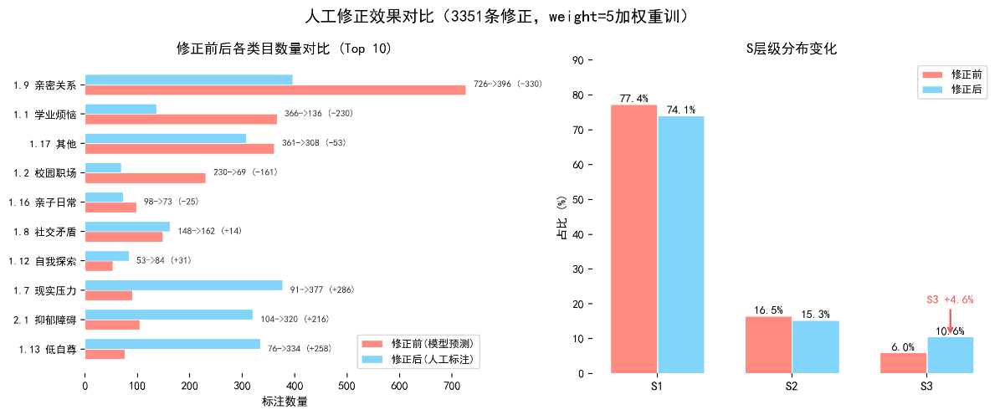 人工修正效果对比（3351条修正，weight=5加权重训）
修正前后各类目数量对比 (Top 10)
1.9 亲密关系
726->396 (-330)
1.1 学业烦恼
366->136 (-230)
1.17 其他
361->308 (-53)
1.2 校园职场
230->69 (-161)
1.16 亲子日常
98->73 (-25)
1.8 社交矛盾
148->162 (+14)
1.12 自我探索
53->84 (+31)
1.7 现实压力
91->377 (+286)
2.1 抑郁障碍
104->320 (+216)
1.13 低自尊
76->334 (+258)
修正前(模型预测)
修正后(人工标注)
0 100 200 300 400 500 600 700
标注数量
S层级分布变化
修正前
修正后
占比 (%)
90
80
70
60
50
40
30
20
10
0
77.4%
74.1%
16.5%
15.3%
S3 +4.6%
6.0%
10.6%
S1 S2 S3